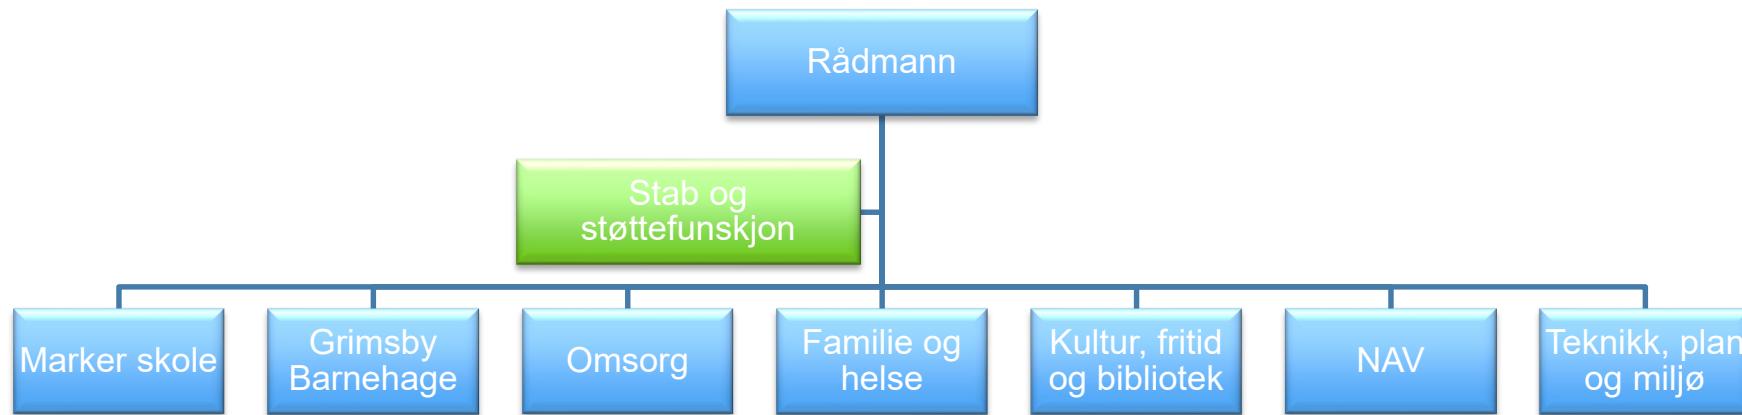 Rådmann
Stab og
støttefunskjon
Marker skole
Grimsby
Barnehage
Omsorg
Familie og
helse
Kultur, fritid
og bibliotek
NAV
Teknikk, plan
og miljø